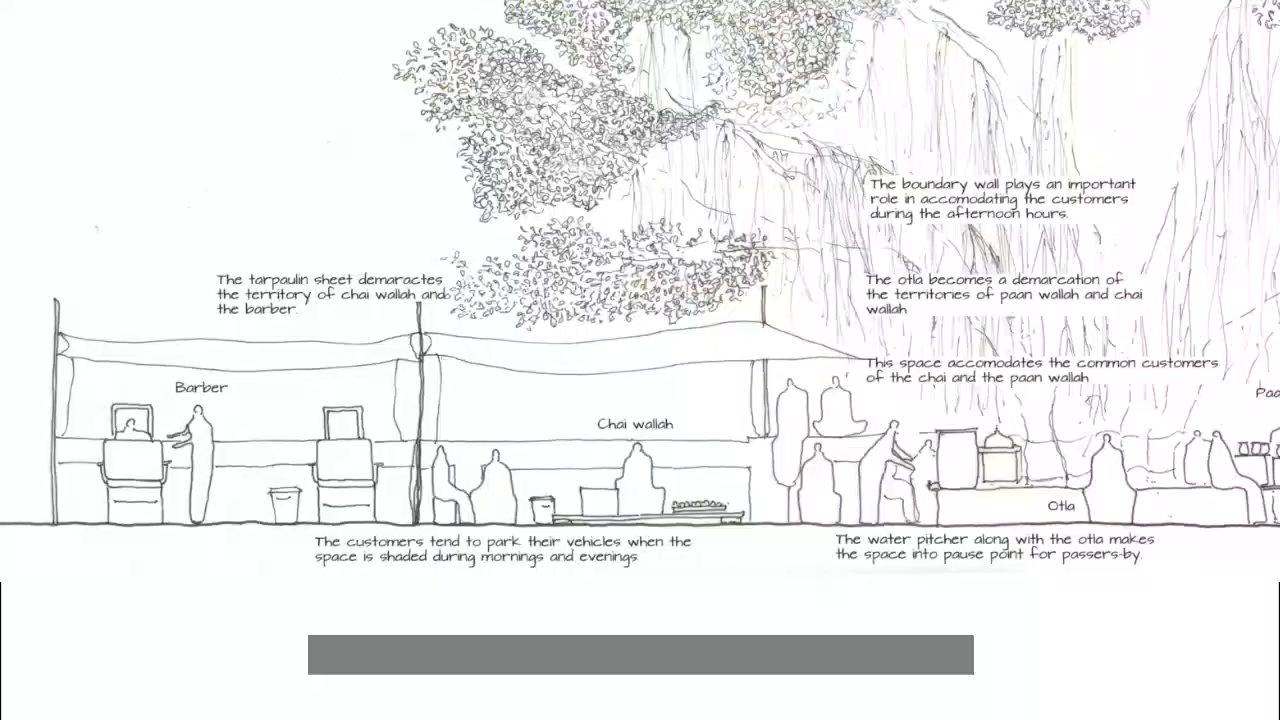 The boundary wall plays an important
role in accomodating the customers
during the afternoon hours.
The tarpaulin sheet demaractes
the territory of chai wallah and
the barber.
The otla becomes a demarcation of
the territories of paan wallah and chai
wallah
This space accomodates the common customers
of the chai and the paan wallah
Barber
Paa
Chai wallah
Otla
The customers tend to park their vehicles when the
space is shaded during mornings and evenings
The water pitcher along with the otla makes
the space into pause point for passers-by.